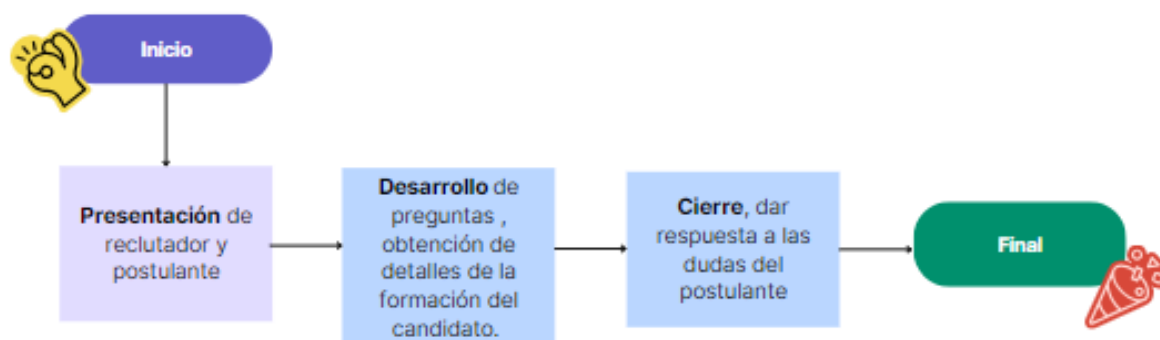 Inicio
Presentación de
reclutador y
postulante
Desarrollo de
preguntas ,
obtención de
detalles de la
formación del
candidato.
Cierre, dar
respuesta a las
dudas del
postulante
Final